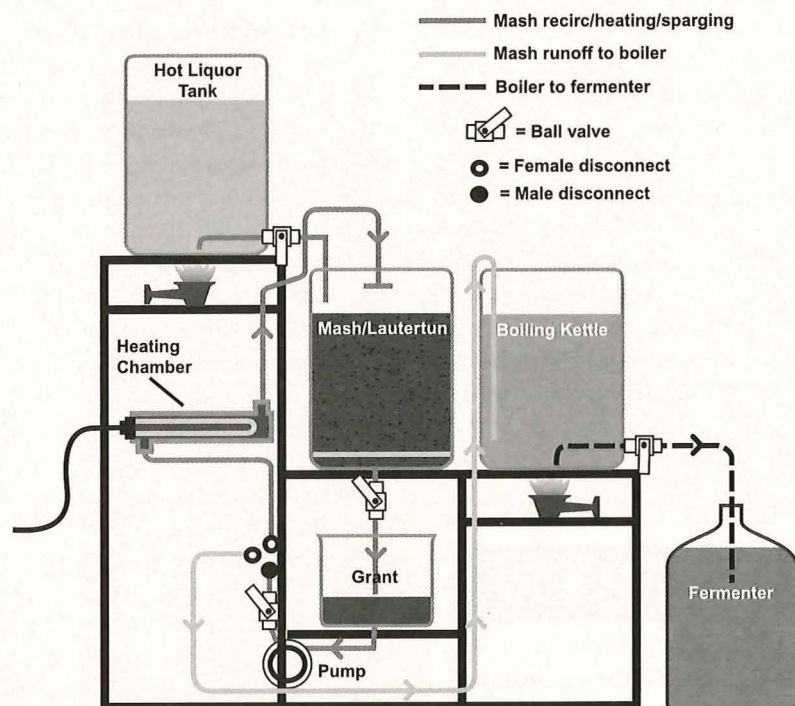 Mash recirc/heating/sparging
Mash runoff to boiler
Boiler to fermenter
= Ball valve
= Female disconnect
= Male disconnect
Hot Liquor
Tank
Mash/Lautertun
Boiling Kettle
Heating
Chamber
Grant
Fermenter
Pump